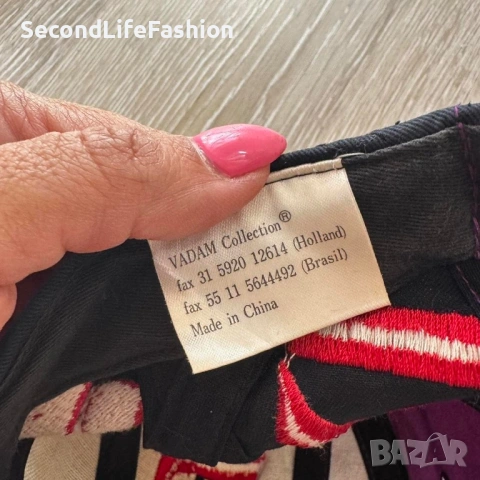 SecondLifeFashion
VADAM Collection®
fax 31 5920 12614 (Holland)
fax 55 11 5644492 (Brasil)
Made in China
BAZAR